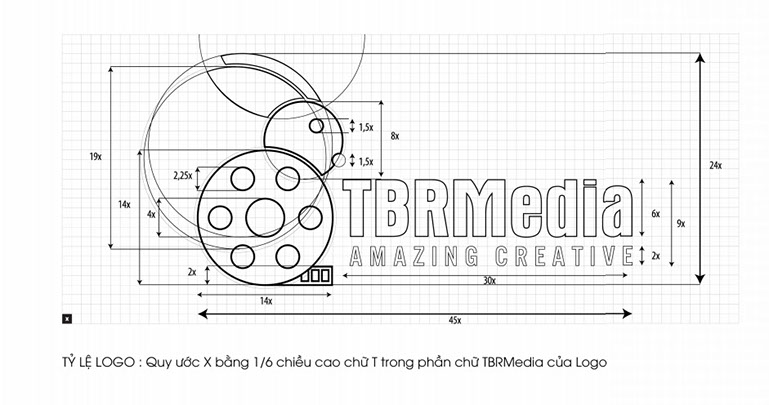 1,5x
8x
19x
1,5x
24x
2,25x
14x
4x
TBRMedia
6x
9x
AMAZING CREATIVE
2x
2x
30x
14x
45x
x
TỶ LỆ LOGO : Quy ước X bằng 1/6 chiều cao chữ T trong phần chữ TBRMedia của Logo